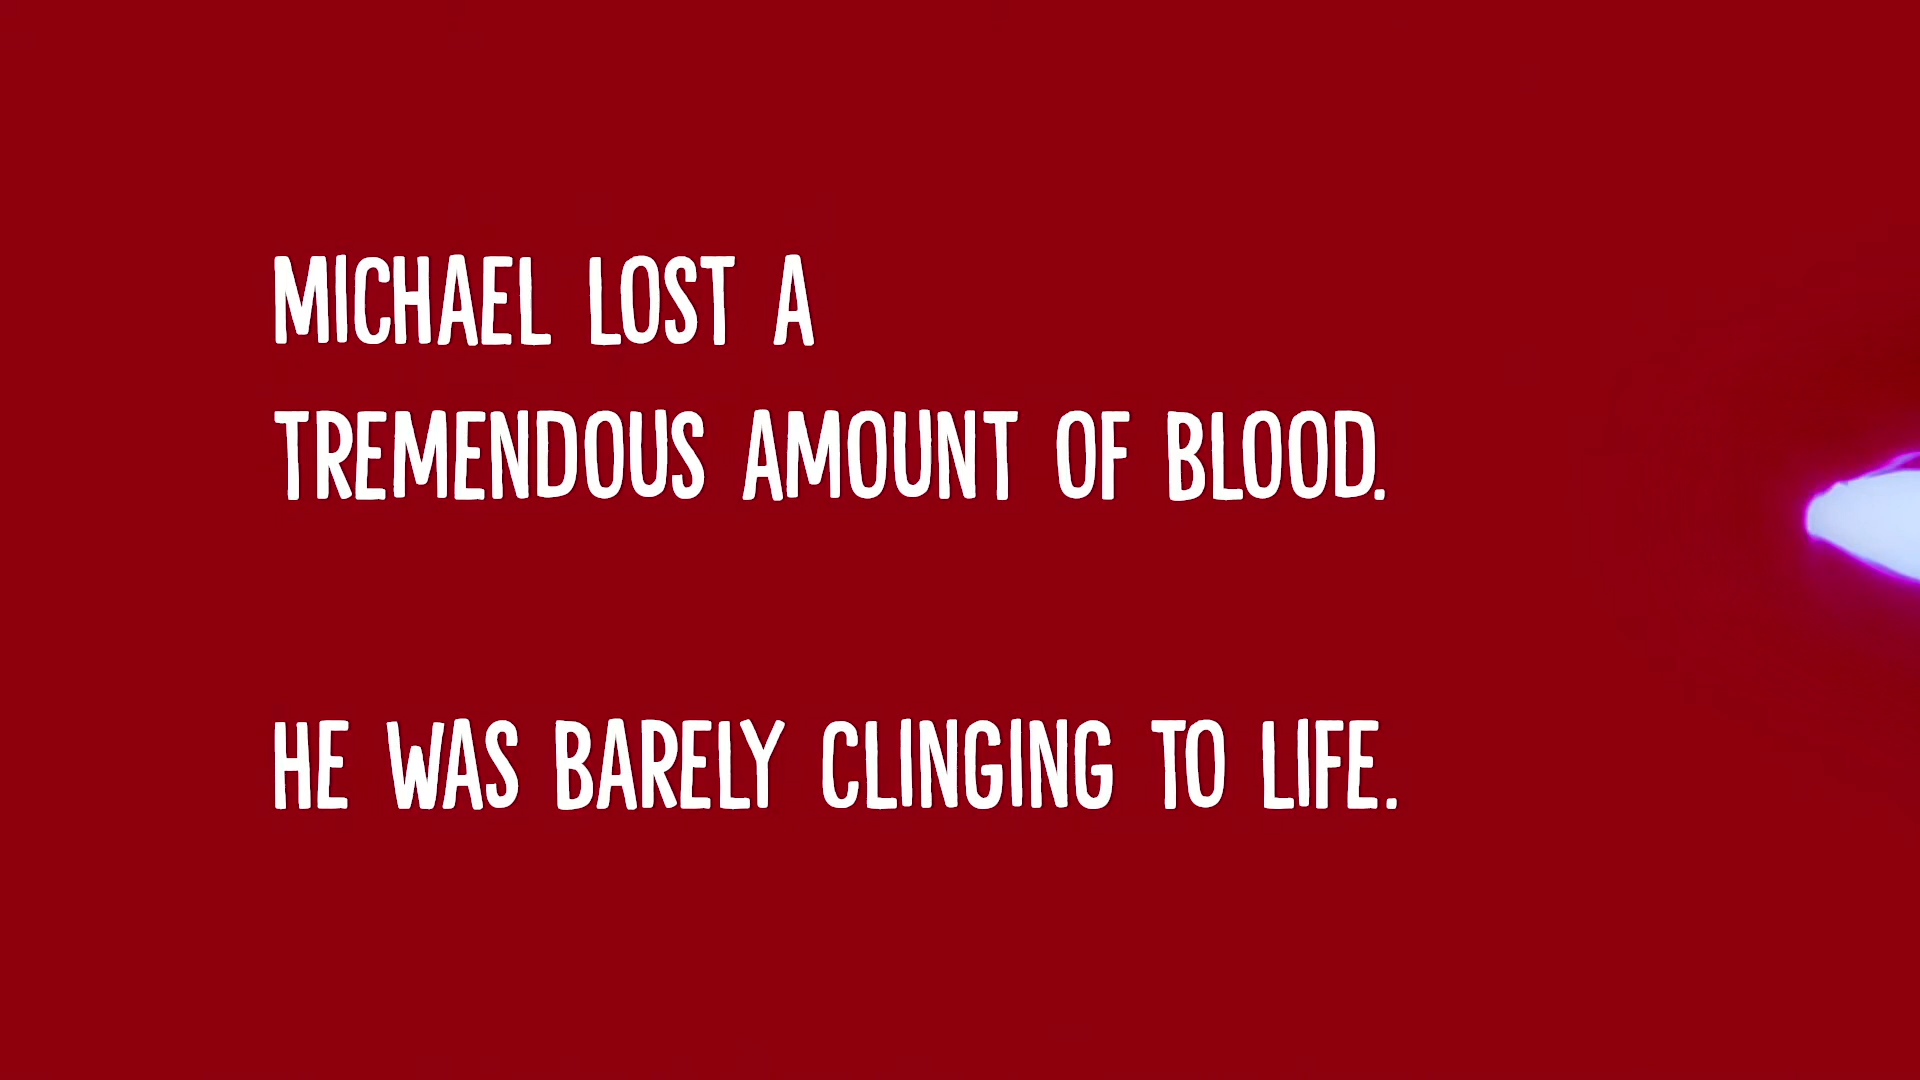 MICHAEL LOST A
TREMENDOUS AMOUNT OF BLOOD.
HE WAS BARELY CLINGING TO LIFE.